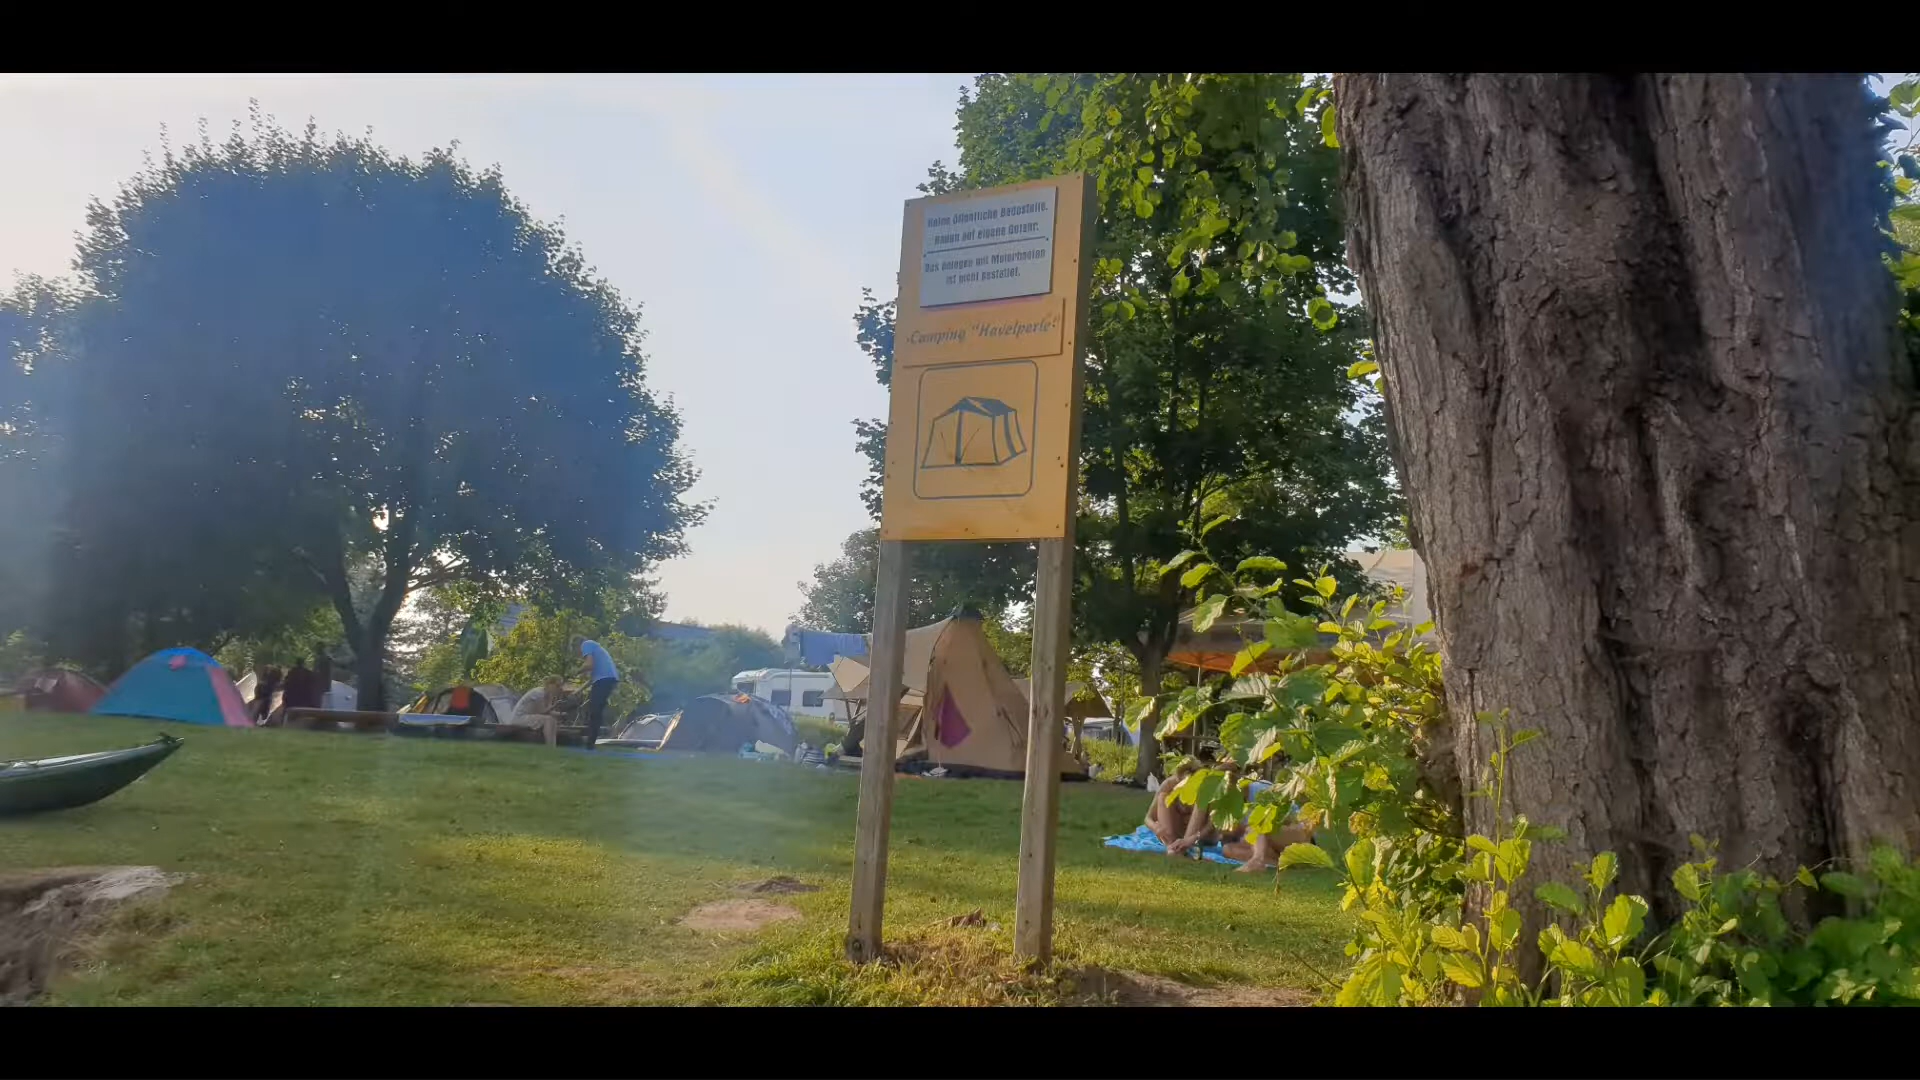 Keine öffentliche Badestelle.
Baden auf eigene Gefahr.
Das Anlegen mit Motorbooten
ist nicht gestattet.
Camping "Havelperle"